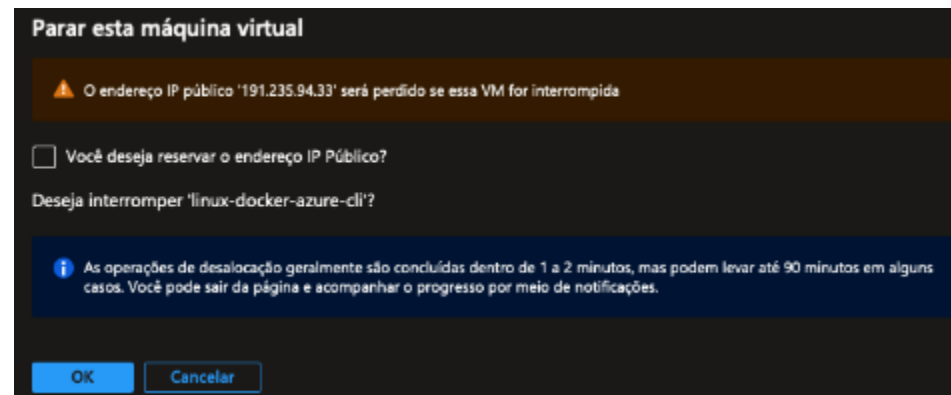 Parar esta máquina virtual
O endereço IP público '191.235.94.33' será perdido se essa VM for interrompida
Você deseja reservar o endereço IP Público?
Deseja interromper 'linux-docker-azure-cli'?
As operações de desalocação geralmente são concluídas dentro de 1 a 2 minutos, mas podem levar até 90 minutos em alguns
casos. Você pode sair da página e acompanhar o progresso por meio de notificações.
OK
Cancelar